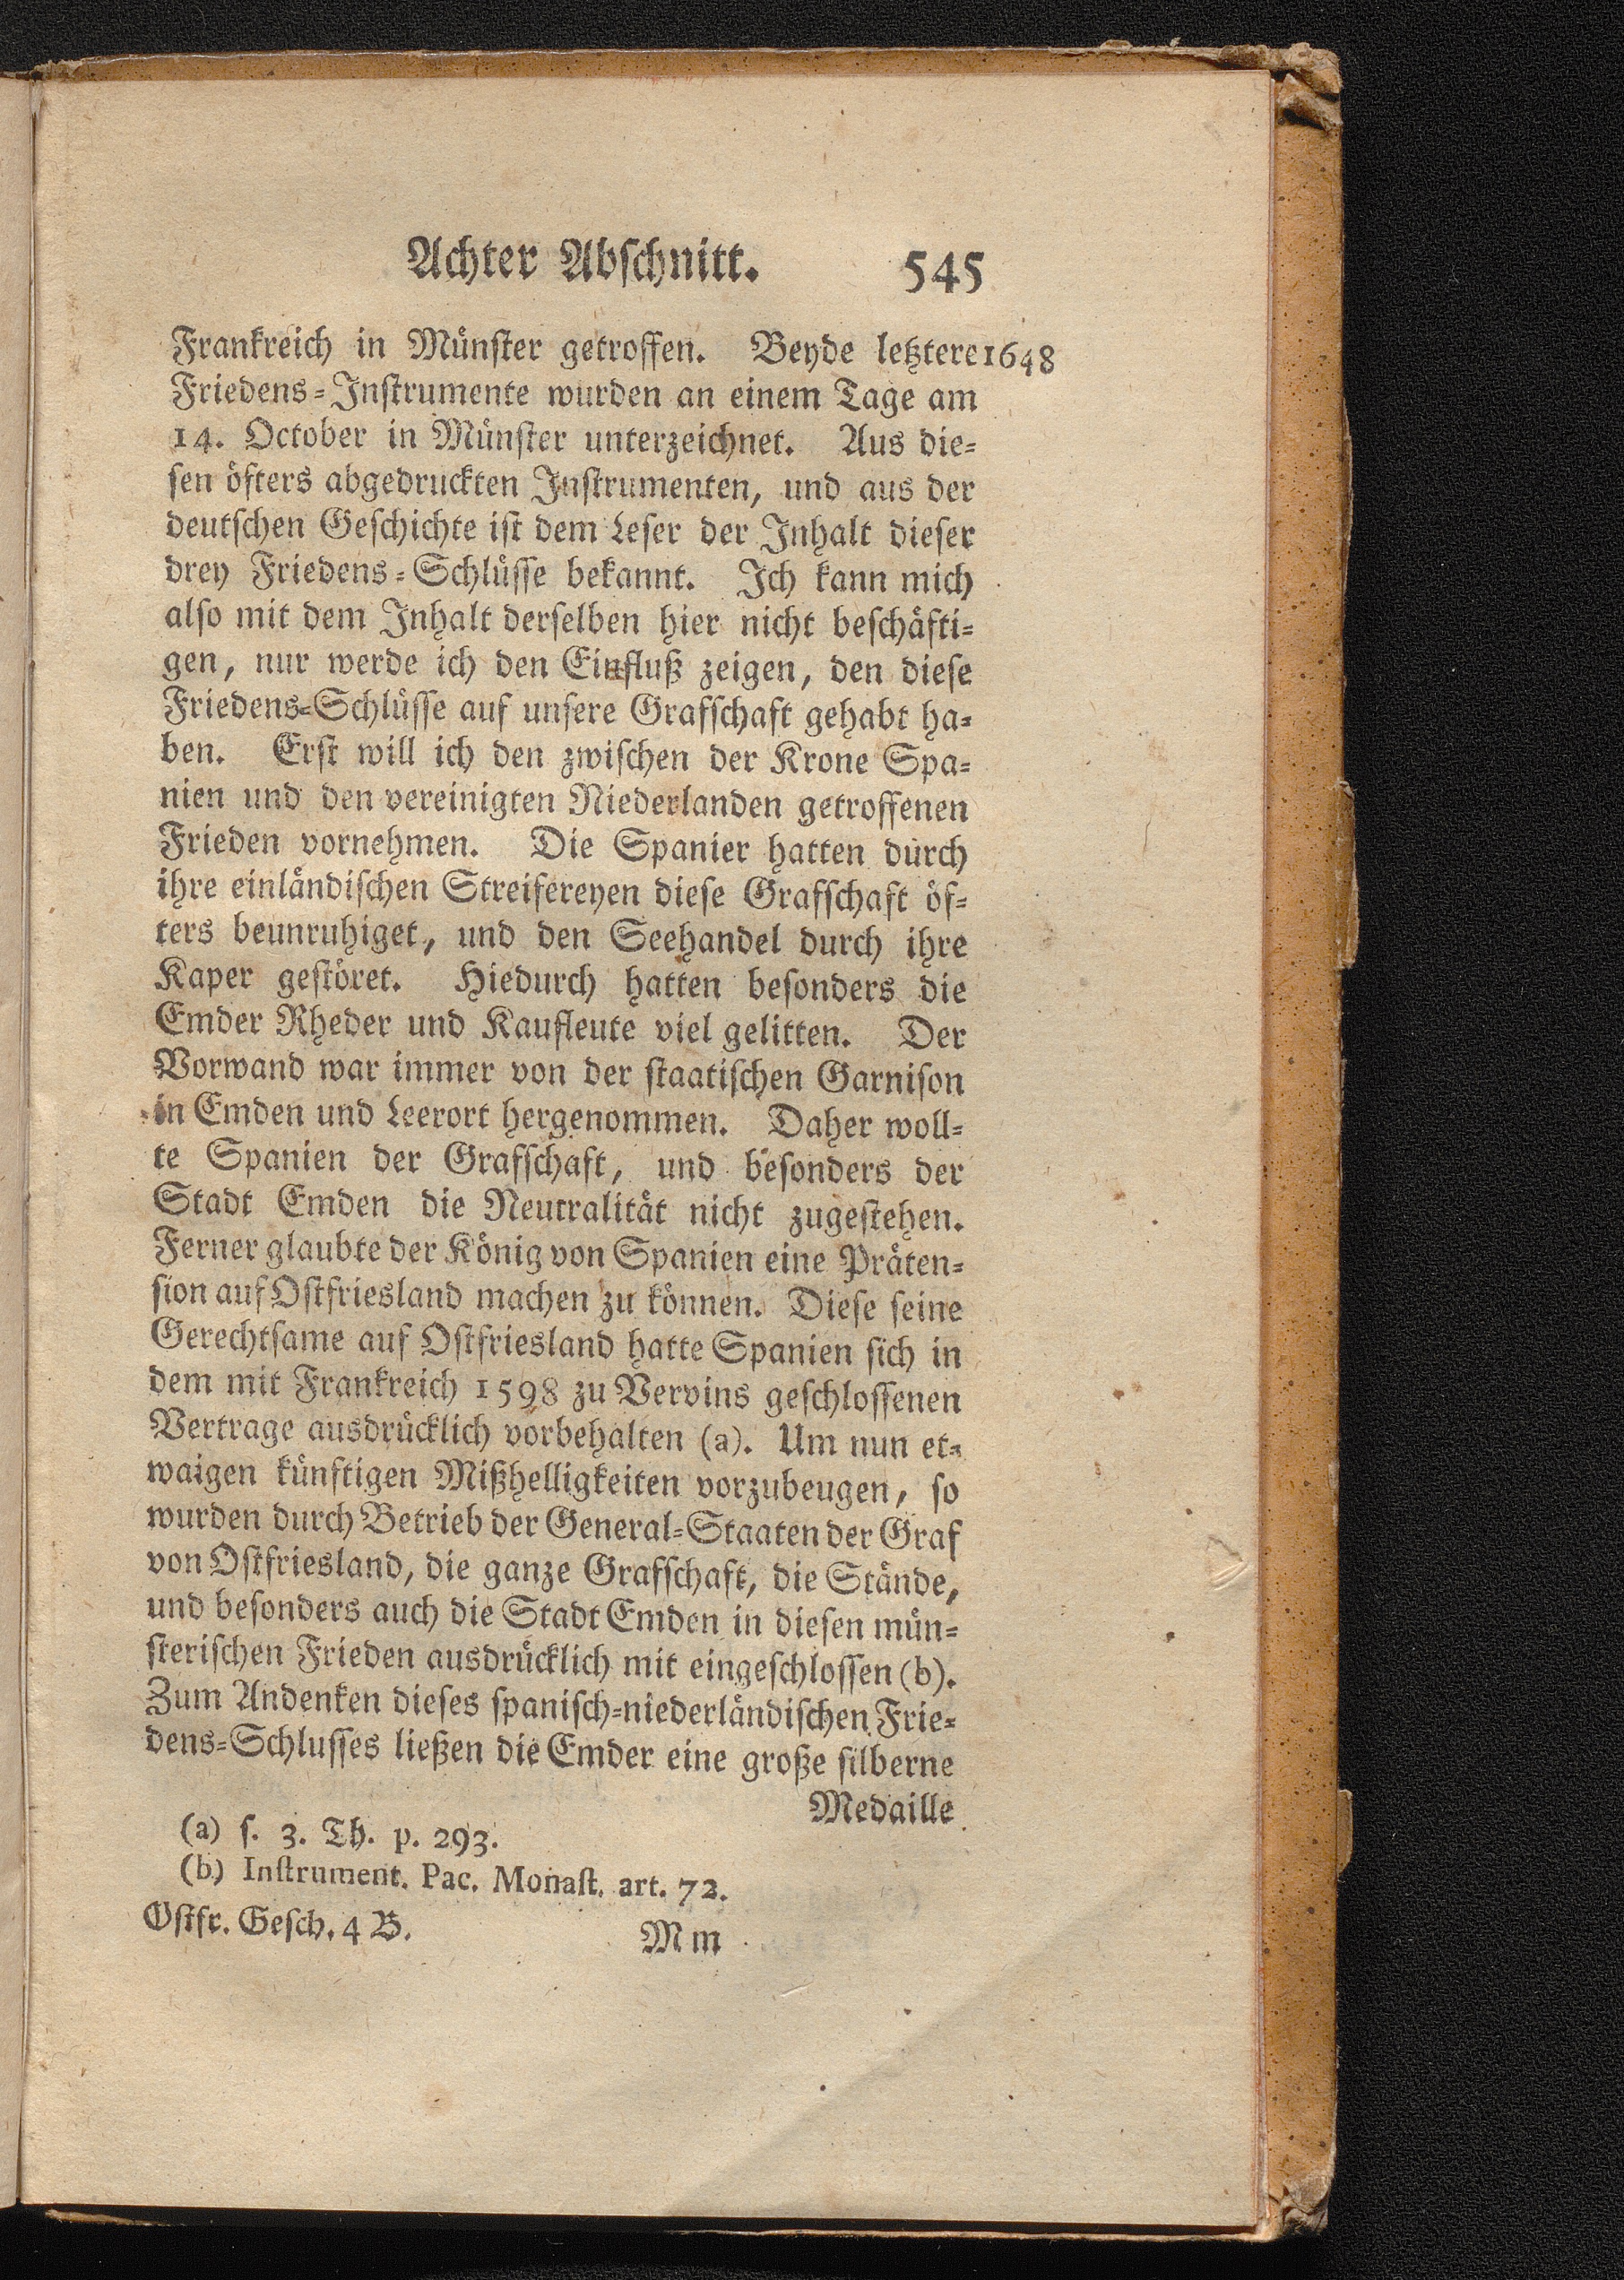 Achter Abschnitt. 545
Frankreich in Münster getroffen. Beyde letztere 1648
Friedens-Instrumente wurden an einem Tage am
14. October in Münster unterzeichnet. Aus die-
sen öfters abgedruckten Instrumenten, und aus der
deutschen Geschichte ist dem Leser der Inhalt dieser
drey Friedens-Schlüsse bekannt. Ich kann mich
also mit dem Inhalt derselben hier nicht beschäfti-
gen, nur werde ich den Einfluß zeigen, den diese
Friedens-Schlüsse auf unsere Grafschaft gehabt ha-
ben. Erst will ich den zwischen der Krone Spa-
nien und den vereinigten Niederlanden getroffenen
Frieden vornehmen. Die Spanier hatten durch
ihre einländischen Streifereyen diese Grafschaft öf-
ters beunruhiget, und den Seehandel durch ihre
Kaper gestöret. Hiedurch hatten besonders die
Emder Rheder und Kaufleute viel gelitten. Der
Vorwand war immer von der staatischen Garnison
in Emden und Leerort hergenommen. Daher woll-
te Spanien der Grafschaft, und besonders der
Stadt Emden die Neutralität nicht zugestehen.
Ferner glaubte der König von Spanien eine Präten-
sion auf Ostfriesland machen zu können. Diese seine
Gerechtsame auf Ostfriesland hatte Spanien sich in
dem mit Frankreich 1598 zu Vervins geschlossenen
Vertrage ausdrücklich vorbehalten (a). Um nun et-
waigen künftigen Mißhelligkeiten vorzubeugen, so
wurden durch Betrieb der General-Staaten der Graf
von Ostfriesland, die ganze Grafschaft, die Stände,
und besonders auch die Stadt Emden in diesen mün-
sterischen Frieden ausdrücklich mit eingeschlossen (b).
Zum Andenken dieses spanisch-niederländischen Frie-
dens-Schlusses ließen die Emder eine große silberne
Medaille
(a) s. 3. Th. p. 293.
(b) Instrument. Pac. Monast. art. 72.
Ostfr. Gesch. 4 B. M m